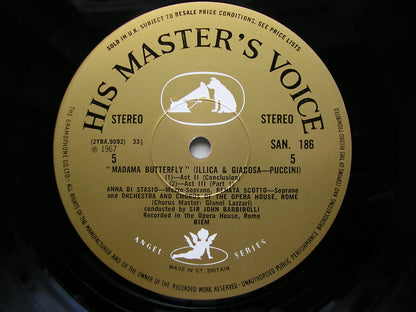 SOLD IN U.K. SUBJECT TO RESALE PRICE CONDITIONS, SEE PRICE LISTS
HIS MASTER'S VOICE
STEREO STEREO
(2YBA.9092) 33⅓ SAN. 186
℗ 1967
5 5
"MADAMA BUTTERFLY" (ILLICA & GIACOSA—PUCCINI)
(1)—Act II (Conclusion)
(2)—Act III (Part 1)
ANNA DI STASIO—Mezzo-Soprano, RENATA SCOTTO—Soprano
and ORCHESTRA AND CHORUS OF THE OPERA HOUSE, ROME
(Chorus Master: Gianni Lazzari)
conducted by SIR JOHN BARBIROLLI
Recorded in the Opera House, Rome
BIEM
ANGEL SERIES
MADE IN GT. BRITAIN
THE GRAMOPHONE CO. LTD.—ALL RIGHTS OF THE MANUFACTURER AND OF THE OWNER OF THE RECORDED WORK RESERVED—UNAUTHORISED PUBLIC PERFORMANCE BROADCASTING AND COPYING OF THIS RECORD PROHIBITED